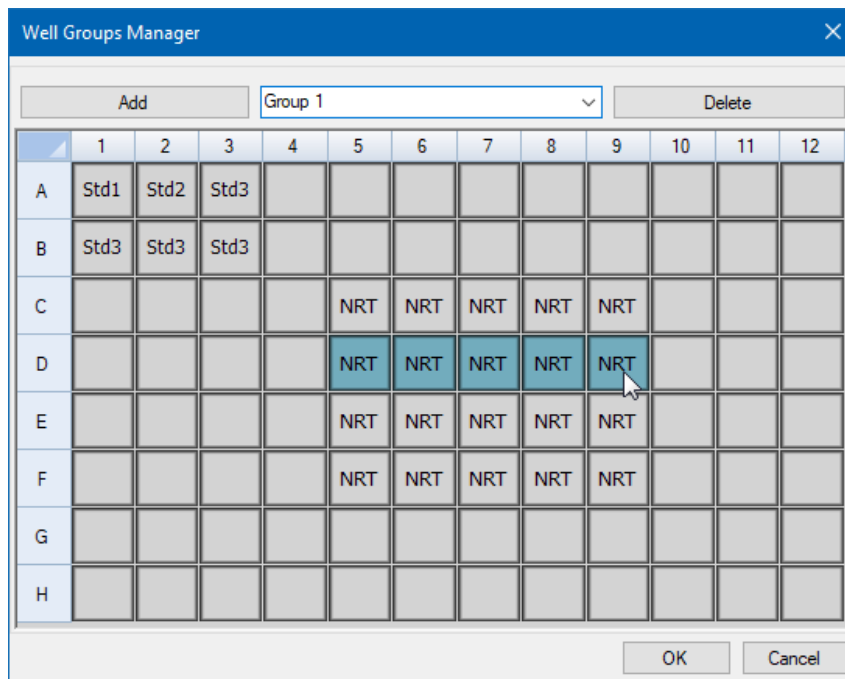 Well Groups Manager
Add Group 1 Delete
1 2 3 4 5 6 7 8 9 10 11 12
A Std1 Std2 Std3
B Std3 Std3 Std3
C NRT NRT NRT NRT NRT
D NRT NRT NRT NRT NRT
E NRT NRT NRT NRT NRT
F NRT NRT NRT NRT NRT
G
H
OK Cancel